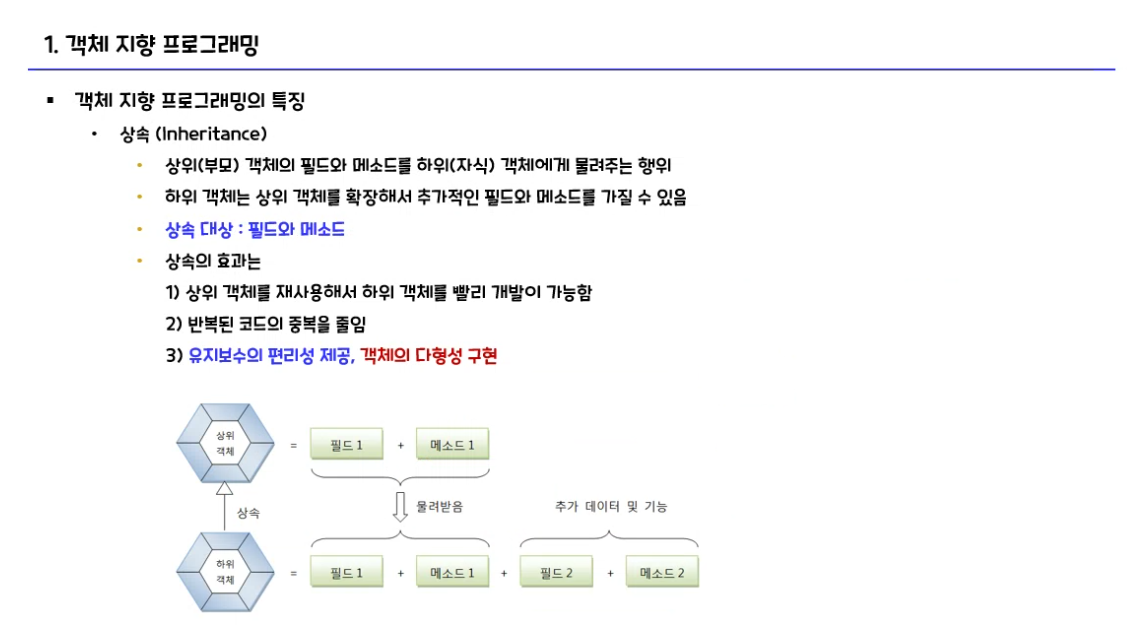 1. 객체 지향 프로그래밍
▪ 객체 지향 프로그래밍의 특징
• 상속 (Inheritance)
• 상위(부모) 객체의 필드와 메소드를 하위(자식) 객체에게 물려주는 행위
• 하위 객체는 상위 객체를 확장해서 추가적인 필드와 메소드를 가질 수 있음
• 상속 대상 : 필드와 메소드
• 상속의 효과는
1) 상위 객체를 재사용해서 하위 객체를 빨리 개발이 가능함
2) 반복된 코드의 중복을 줄임
3) 유지보수의 편리성 제공, 객체의 다형성 구현
상위
객체
= 필드 1 + 메소드 1
상속
물려받음
추가 데이터 및 기능
하위
객체
= 필드 1 + 메소드 1 + 필드 2 + 메소드 2